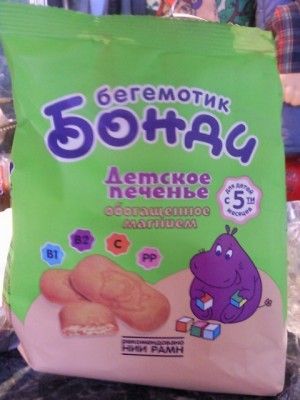 бегемотик
Бонди
Детское
печенье
обогащенное
магнием
для детей
с 5ти
месяцев
B1
B2
C
PP
рекомендовано
НИИ РАМН